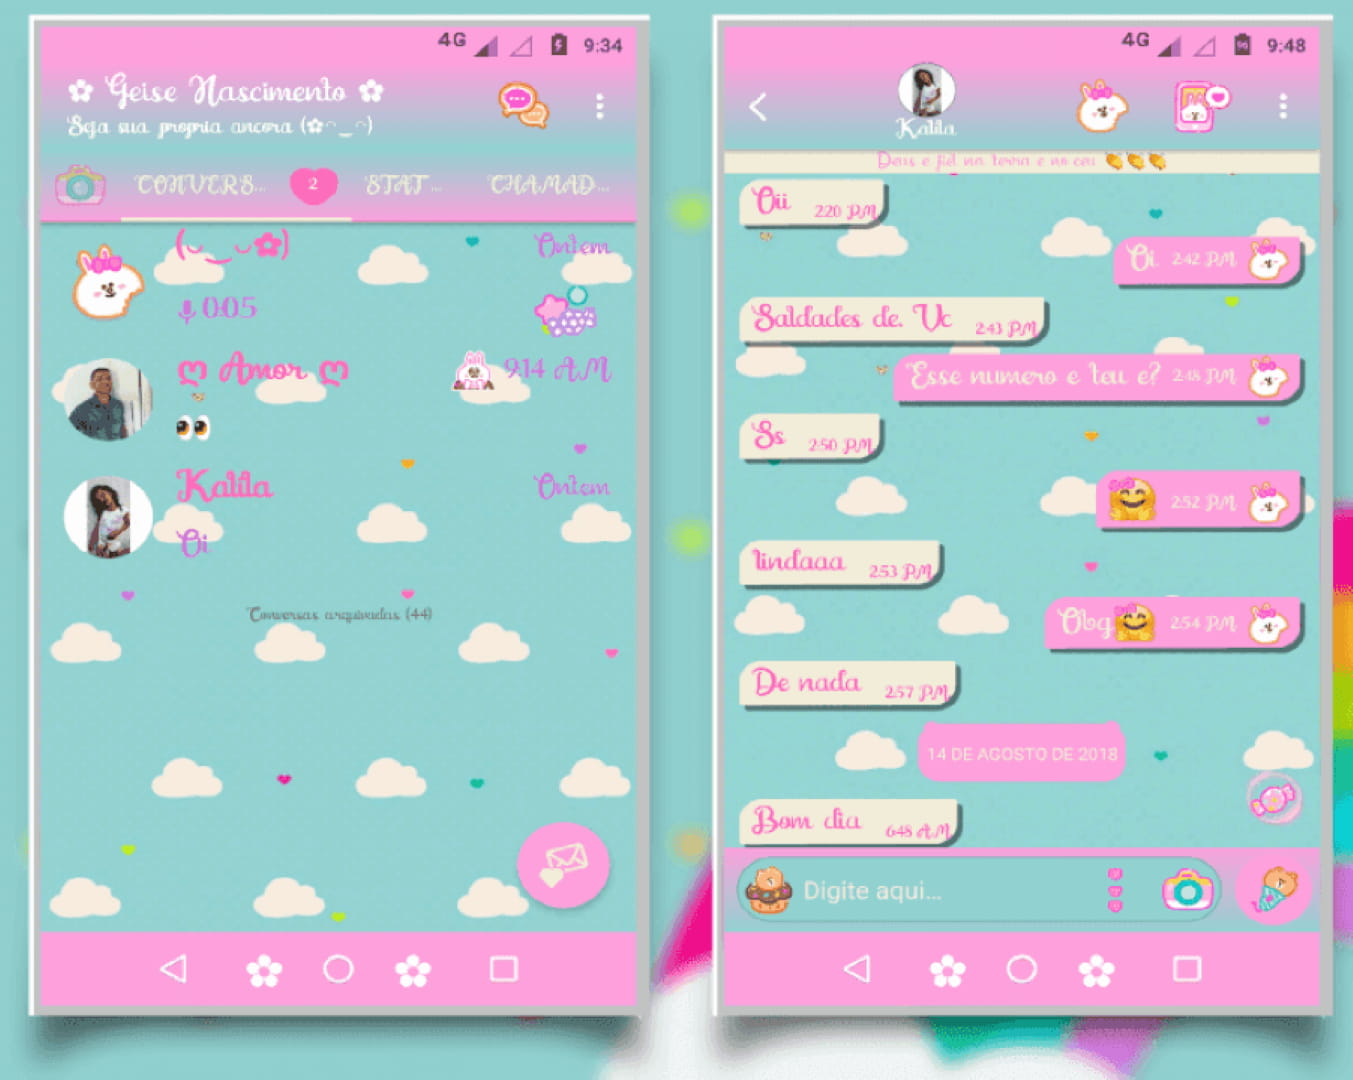 4G 9:34
✿ Geise Nascimento ✿
Seja sua propria ancora (✿◠‿◠)
CONVERS... 2 STAT... CHAMAD...
(◡‿◡✿) Ontem
0:05
ღ Amor ღ 9:14 AM
👀
Kalila Ontem
Oi
Conversas arquivadas (44)
4G 9:48
Kalila
Deus e fiel na terra e no ceu 👏👏👏
Oii 2:20 PM
Oi 2:42 PM
Saldades de. Vc 2:43 PM
Esse numero e teu e? 2:48 PM
Ss 2:50 PM
🤗 2:52 PM
lindaaa 2:53 PM
Obg🤗 2:54 PM
De nada 2:57 PM
14 DE AGOSTO DE 2018
Bom dia 6:48 AM
Digite aqui...